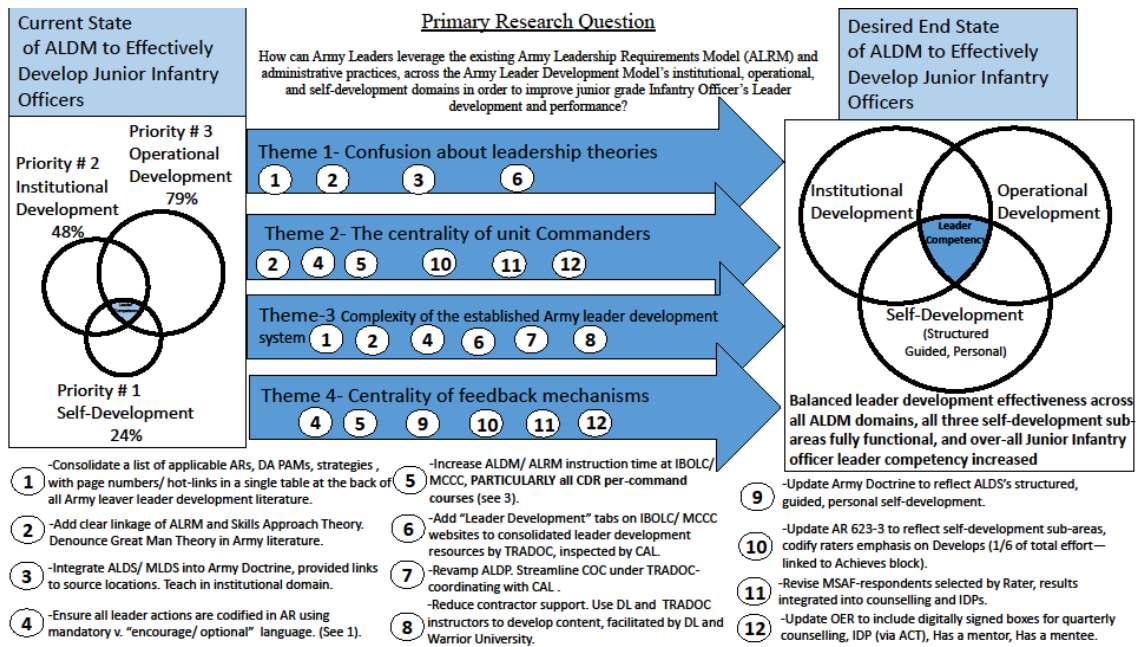 Current State
of ALDM to Effectively
Develop Junior Infantry
Officers
Primary Research Question
How can Army Leaders leverage the existing Army Leadership Requirements Model (ALRM) and
administrative practices, across the Army Leader Development Model's institutional, operational,
and self-development domains in order to improve junior grade Infantry Officer's Leader
development and performance?
Desired End State
of ALDM to Effectively
Develop Junior Infantry
Officers
Priority # 3
Operational
Development
79%
Priority # 2
Institutional
Development
48%
Priority # 1
Self-Development
24%
Theme 1- Confusion about leadership theories
1 2 3 6
Theme 2- The centrality of unit Commanders
2 4 5 10 11 12
Theme-3 Complexity of the established Army leader development
system 1 2 4 6 7 8
Theme 4- Centrality of feedback mechanisms
4 5 9 10 11 12
Institutional
Development
Operational
Development
Leader
Competency
Self-Development
(Structured
Guided, Personal)
Balanced leader development effectiveness across
all ALDM domains, all three self-development sub-
areas fully functional, and over-all Junior Infantry
officer leader competency increased
1 -Consolidate a list of applicable ARs, DA PAMs, strategies ,
with page numbers/ hot-links in a single table at the back of
all Army leaver leader development literature.
2 -Add clear linkage of ALRM and Skills Approach Theory.
Denounce Great Man Theory in Army literature.
3 -Integrate ALDS/ MLDS into Army Doctrine, provided links
to source locations. Teach in institutional domain.
4 -Ensure all leader actions are codified in AR using
mandatory v. "encourage/ optional" language. (See 1).
5 -Increase ALDM/ ALRM instruction time at IBOLC/
MCCC, PARTICULARLY all CDR per-command
courses (see 3).
6 -Add "Leader Development" tabs on IBOLC/ MCCC
websites to consolidated leader development
resources by TRADOC, inspected by CAL.
7 -Revamp ALDP. Streamline COC under TRADOC-
coordinating with CAL .
8 -Reduce contractor support. Use DL and TRADOC
instructors to develop content, facilitated by DL and
Warrior University.
9 -Update Army Doctrine to reflect ALDS's structured,
guided, personal self-development.
10 -Update AR 623-3 to reflect self-development sub-areas,
codify raters emphasis on Develops (1/6 of total effort—
linked to Achieves block).
11 -Revise MSAF-respondents selected by Rater, results
integrated into counselling and IDPs.
12 -Update OER to include digitally signed boxes for quarterly
counselling, IDP (via ACT), Has a mentor, Has a mentee.